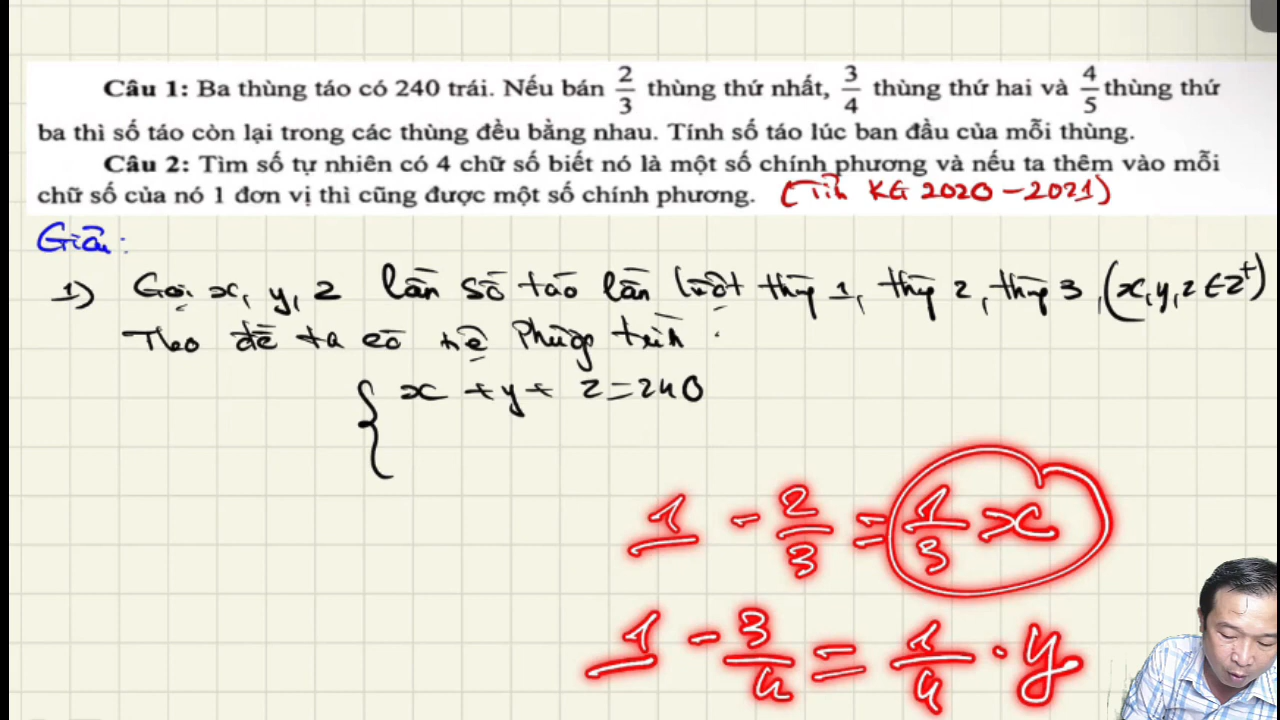 Câu 1: Ba thùng táo có 240 trái. Nếu bán 2/3 thùng thứ nhất, 3/4 thùng thứ hai và 4/5 thùng thứ
ba thì số táo còn lại trong các thùng đều bằng nhau. Tính số táo lúc ban đầu của mỗi thùng.
Câu 2: Tìm số tự nhiên có 4 chữ số biết nó là một số chính phương và nếu ta thêm vào mỗi
chữ số của nó 1 đơn vị thì cũng được một số chính phương. (Tỉnh KG 2020 - 2021)
Giải:
1) Gọi x, y, z lần số táo lần lượt thùng 1, thùng 2, thùng 3, (x, y, z ∈ Z⁺)
Theo đề ta có hệ phương trình:
{ x + y + z = 240
1 - 2/3 = 1/3 x
1 - 3/4 = 1/4 . y